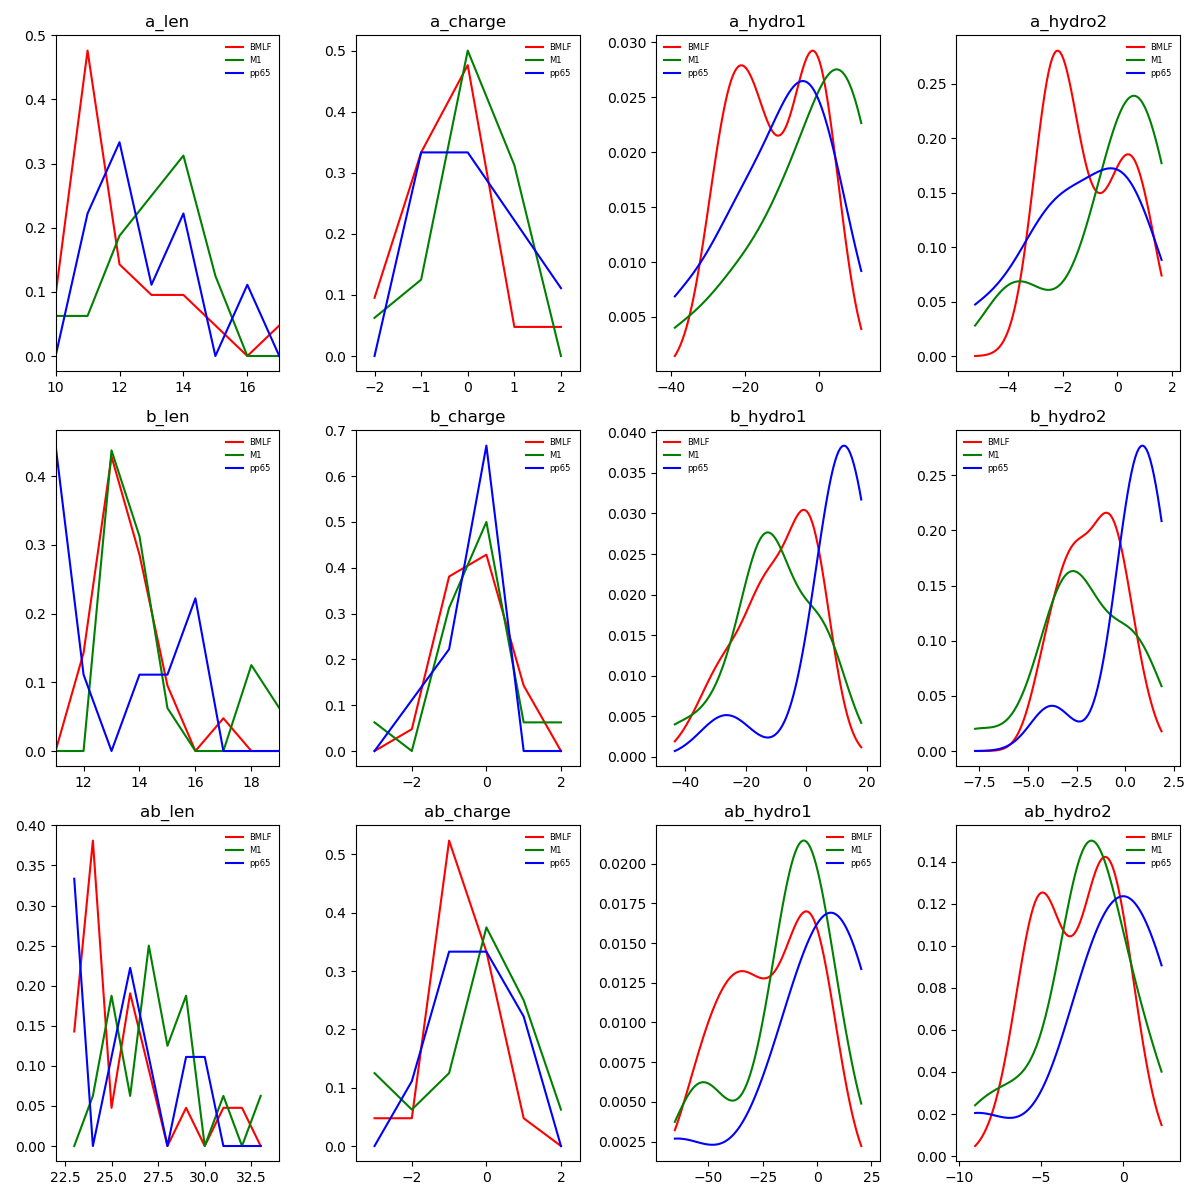 a_len
BMLF
M1
pp65
0.5
0.4
0.3
0.2
0.1
0.0
10 12 14 16
a_charge
BMLF
M1
pp65
0.5
0.4
0.3
0.2
0.1
0.0
−2 −1 0 1 2
a_hydro1
BMLF
M1
pp65
0.030
0.025
0.020
0.015
0.010
0.005
−40 −20 0
a_hydro2
BMLF
M1
pp65
0.25
0.20
0.15
0.10
0.05
0.00
−4 −2 0 2
b_len
BMLF
M1
pp65
0.4
0.3
0.2
0.1
0.0
12 14 16 18
b_charge
BMLF
M1
pp65
0.7
0.6
0.5
0.4
0.3
0.2
0.1
0.0
−2 0 2
b_hydro1
BMLF
M1
pp65
0.040
0.035
0.030
0.025
0.020
0.015
0.010
0.005
0.000
−40 −20 0 20
b_hydro2
BMLF
M1
pp65
0.25
0.20
0.15
0.10
0.05
0.00
−7.5 −5.0 −2.5 0.0 2.5
ab_len
BMLF
M1
pp65
0.40
0.35
0.30
0.25
0.20
0.15
0.10
0.05
0.00
22.5 25.0 27.5 30.0 32.5
ab_charge
BMLF
M1
pp65
0.5
0.4
0.3
0.2
0.1
0.0
−2 0 2
ab_hydro1
BMLF
M1
pp65
0.0200
0.0175
0.0150
0.0125
0.0100
0.0075
0.0050
0.0025
−50 −25 0 25
ab_hydro2
BMLF
M1
pp65
0.14
0.12
0.10
0.08
0.06
0.04
0.02
0.00
−10 −5 0